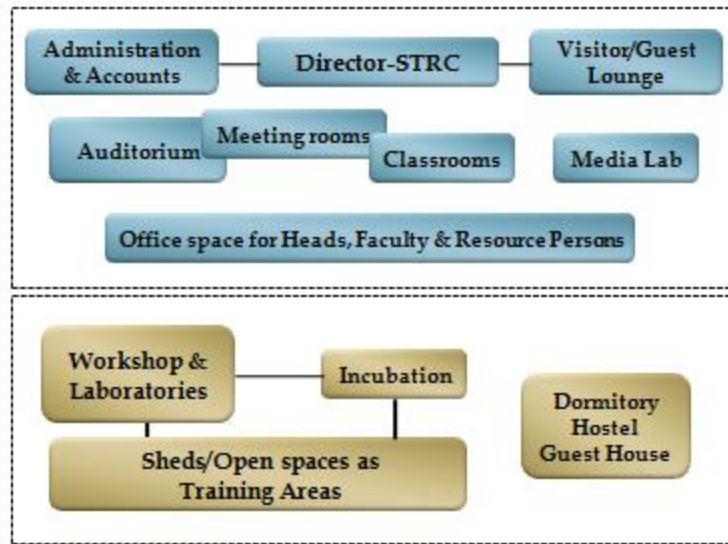 Administration
& Accounts
Director-STRC
Visitor/Guest
Lounge
Auditorium
Meeting rooms
Classrooms
Media Lab
Office space for Heads, Faculty & Resource Persons
Workshop &
Laboratories
Incubation
Dormitory
Hostel
Guest House
Sheds/Open spaces as
Training Areas